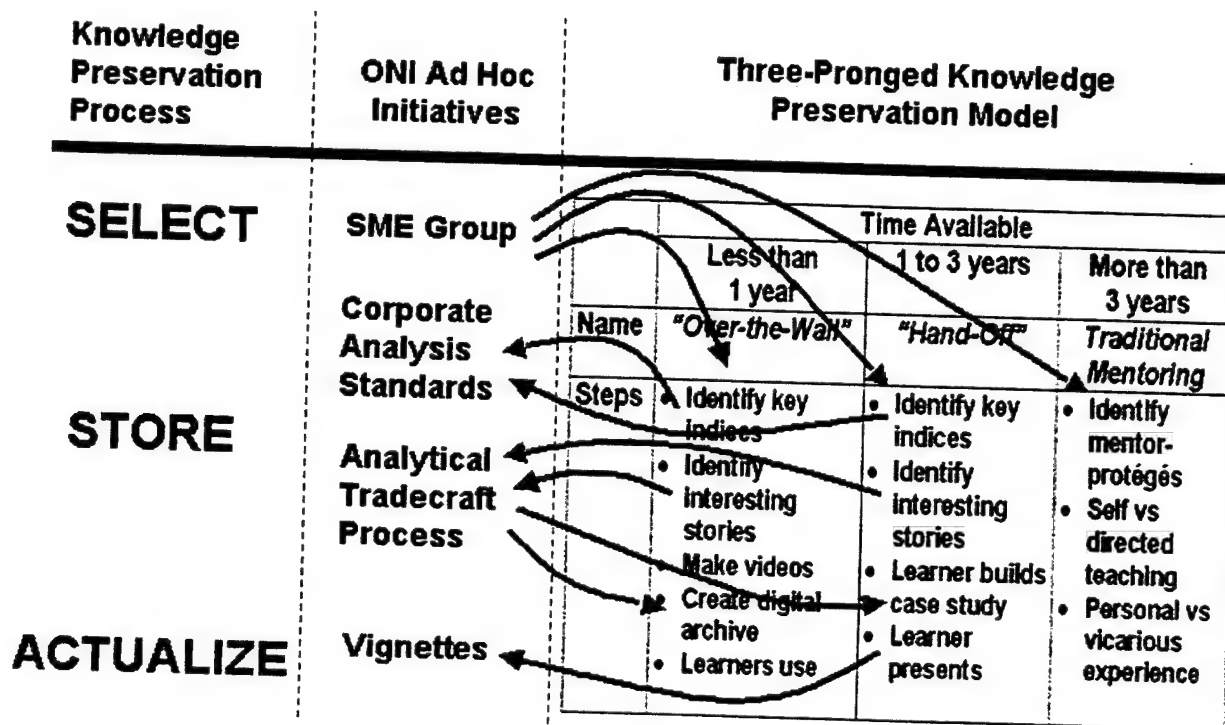 Knowledge
Preservation
Process
ONI Ad Hoc
Initiatives
Three-Pronged Knowledge
Preservation Model
SELECT
STORE
ACTUALIZE
SME Group
Corporate
Analysis
Standards
Analytical
Tradecraft
Process
Vignettes
Time Available
Less than
1 year
1 to 3 years
More than
3 years
Name
"Over-the-Wall"
"Hand-Off"
Traditional
Mentoring
Steps
• Identify key
indices
• Identify
interesting
stories
• Make videos
• Create digital
archive
• Learners use
• Identify key
indices
• Identify
interesting
stories
• Learner builds
case study
• Learner
presents
• Identify
mentor-
protégés
• Self vs
directed
teaching
• Personal vs
vicarious
experience